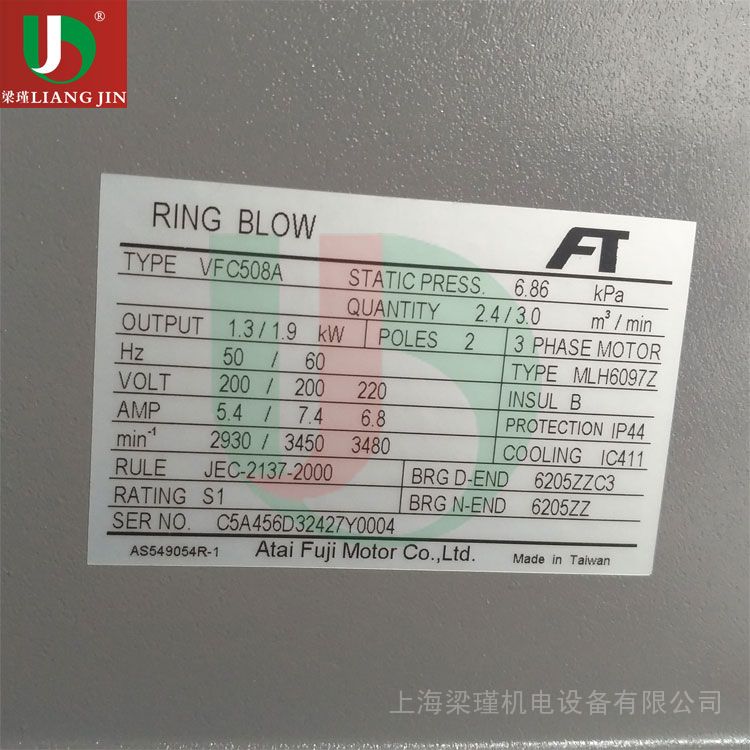 ®
梁瑾LIANG JIN
RING BLOW
FT
TYPE VFC508A STATIC PRESS. 6.86 kPa
QUANTITY 2.4 / 3.0 m³ / min
OUTPUT 1.3 / 1.9 kW POLES 2 3 PHASE MOTOR
Hz 50 / 60 TYPE MLH6097Z
VOLT 200 / 200 220 INSUL B
AMP 5.4 / 7.4 6.8 PROTECTION IP44
min⁻¹ 2930 / 3450 3480 COOLING IC411
RULE JEC-2137-2000 BRG D-END 6205ZZC3
RATING S1 BRG N-END 6205ZZ
SER NO. C5A456D32427Y0004
AS549054R-1 Atai Fuji Motor Co.,Ltd. Made in Taiwan
上海梁瑾机电设备有限公司